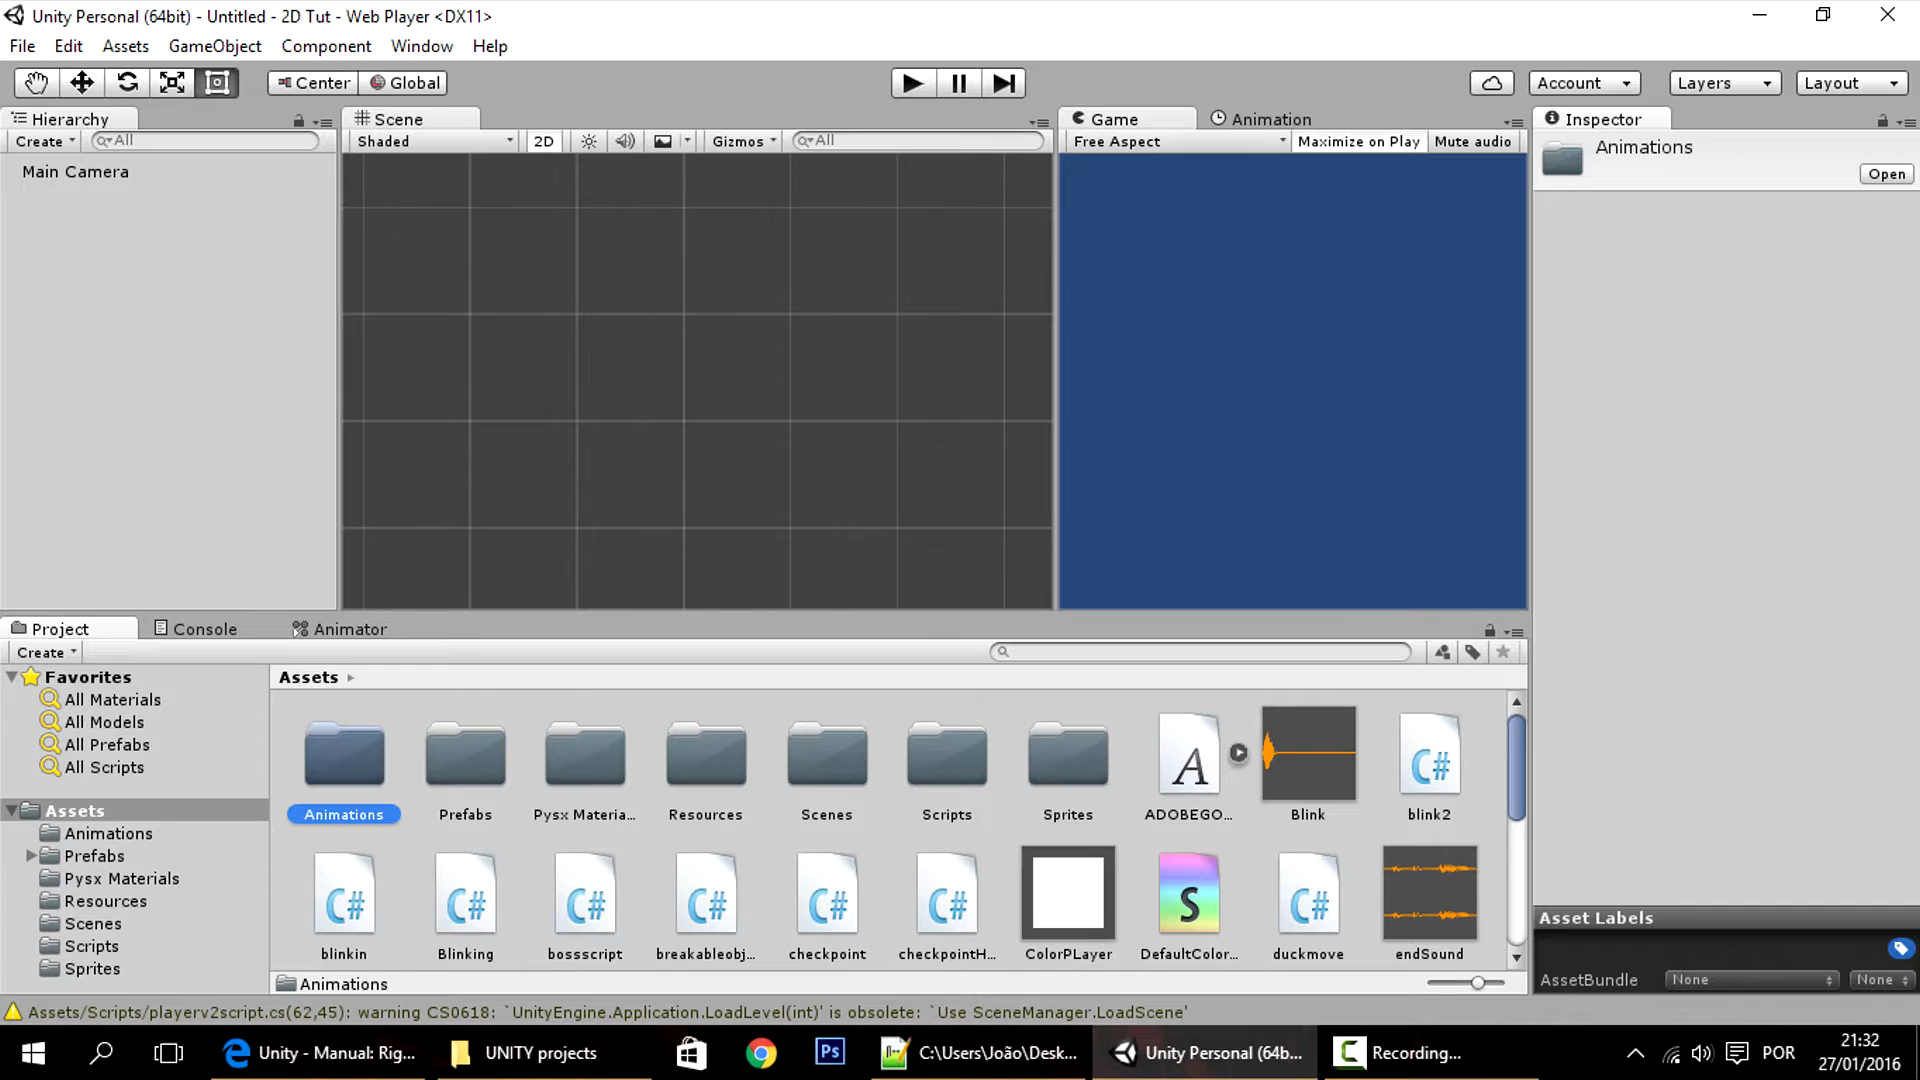 Unity Personal (64bit) - Untitled - 2D Tut - Web Player <DX11>
File Edit Assets GameObject Component Window Help
Center Global Account Layers Layout
Hierarchy Scene Game Animation Inspector
Create All Shaded 2D Gizmos All Free Aspect Maximize on Play Mute audio
Animations
Open
Main Camera
Project Console Animator
Create
Favorites
All Materials
All Models
All Prefabs
All Scripts
Assets
Animations
Prefabs
Pysx Materials
Resources
Scenes
Scripts
Sprites
Assets
Animations Prefabs Pysx Materia... Resources Scenes Scripts Sprites ADOBEGO... Blink blink2
blinkin Blinking bossscript breakableobj... checkpoint checkpointH... ColorPLayer DefaultColor... duckmove endSound
Animations
Asset Labels
AssetBundle None None
Assets/Scripts/playerv2script.cs(62,45): warning CS0618: `UnityEngine.Application.LoadLevel(int)' is obsolete: `Use SceneManager.LoadScene'
Unity - Manual: Rig... UNITY projects Ps C:\Users\João\Desk... Unity Personal (64b... Recording... POR
21:32
27/01/2016